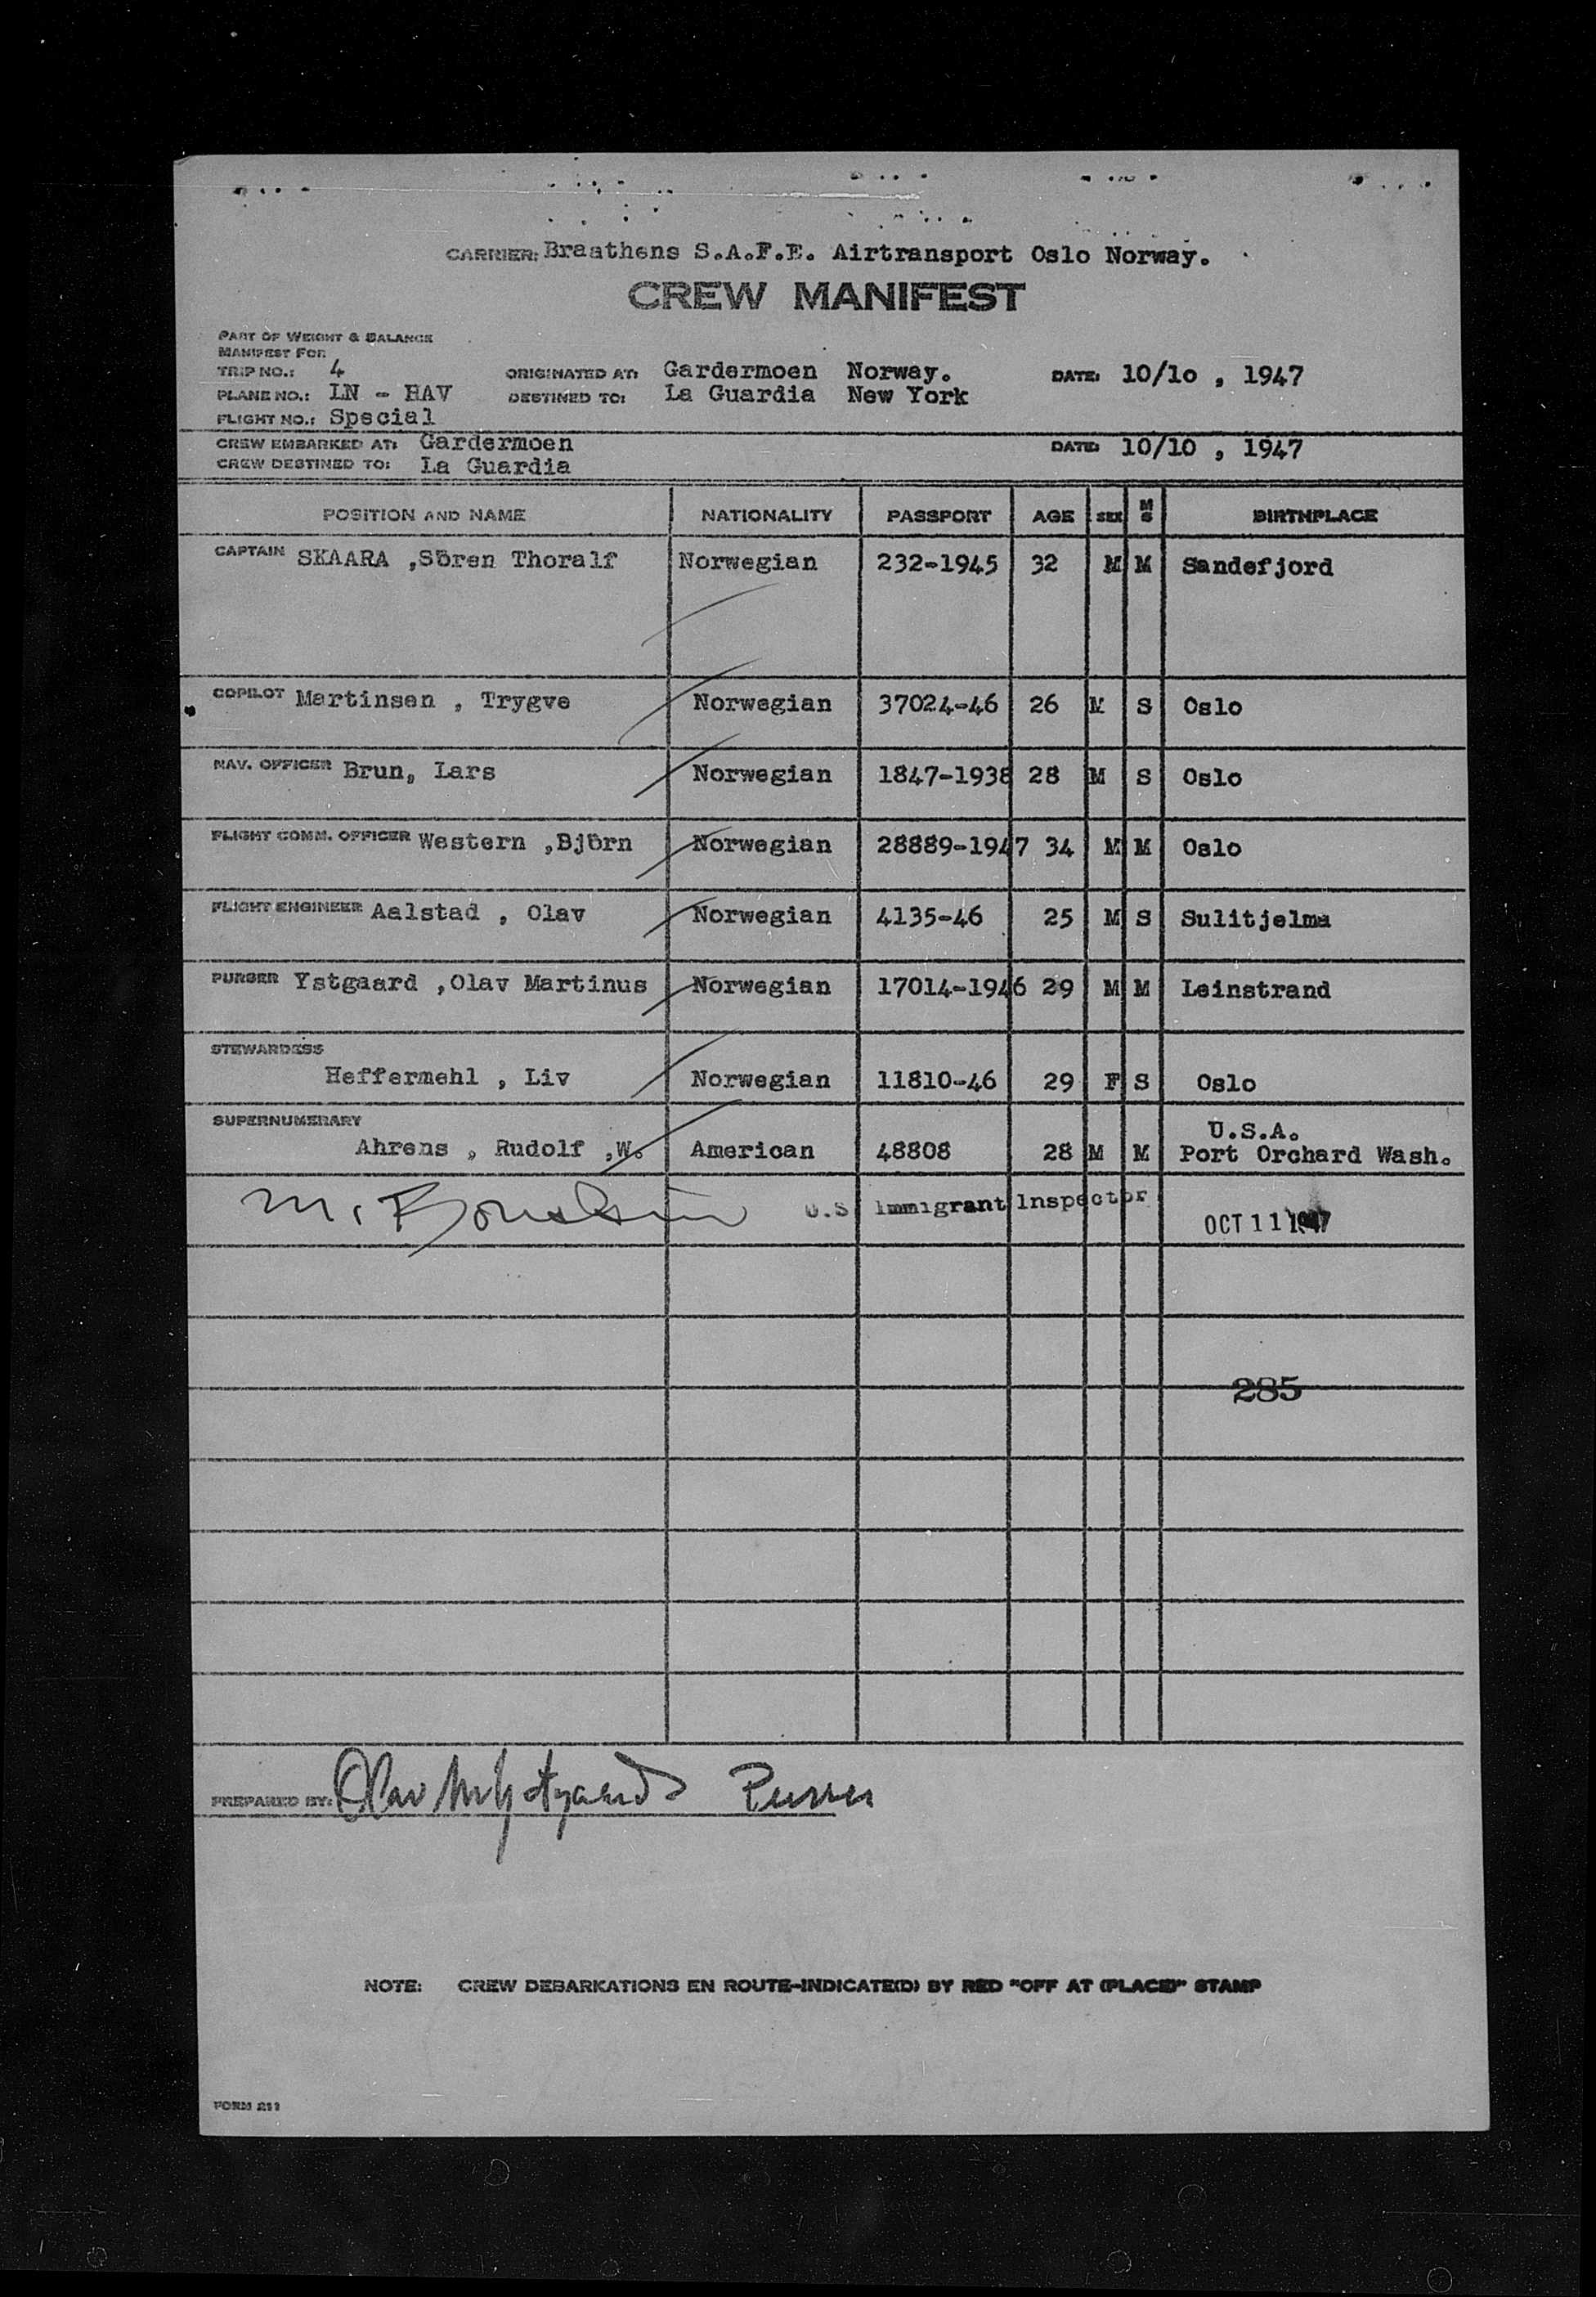 CARRIER: Braathens S.A.F.E. Airtransport Oslo Norway.
CREW MANIFEST
PART OF WEIGHT & BALANCE
MANIFEST FOR
TRIP NO.: 4 ORIGINATED AT: Gardermoen Norway. DATE: 10/1o , 1947
PLANE NO.: LN - HAV DESTINED TO: La Guardia New York
FLIGHT NO.: Special
CREW EMBARKED AT: Gardermoen DATE: 10/10 , 1947
CREW DESTINED TO: La Guardia
POSITION AND NAME NATIONALITY PASSPORT AGE SEX M S BIRTHPLACE
CAPTAIN SKAARA ,Sören Thoralf Norwegian 232-1945 32 M M Sandefjord
COPILOT Martinsen , Trygve Norwegian 37024-46 26 M S Oslo
NAV. OFFICER Brun, Lars Norwegian 1847-1938 28 M S Oslo
FLIGHT COMM. OFFICER Western ,Björn Norwegian 28889-1947 34 M M Oslo
FLIGHT ENGINEER Aalstad , Olav Norwegian 4135-46 25 M S Sulitjelma
PURSER Ystgaard ,Olav Martinus Norwegian 17014-1946 29 M M Leinstrand
STEWARDESS
Heffermehl , Liv Norwegian 11810-46 29 F S Oslo
SUPERNUMERARY
U.S.A.
Ahrens , Rudolf ,W. American 48808 28 M M Port Orchard Wash.
M. U.S Immigrant Inspector OCT 11 1947
285
PREPARED BY: Olav M Ystgaard Purser
NOTE: CREW DEBARKATIONS EN ROUTE-INDICATE(D) BY RED "OFF AT (PLACE)" STAMP
FORM 211